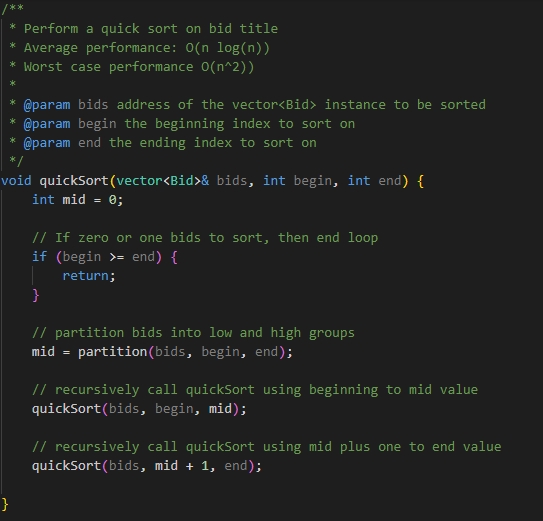 /**
 * Perform a quick sort on bid title
 * Average performance: O(n log(n))
 * Worst case performance O(n^2))
 *
 * @param bids address of the vector<Bid> instance to be sorted
 * @param begin the beginning index to sort on
 * @param end the ending index to sort on
 */
void quickSort(vector<Bid>& bids, int begin, int end) {
    int mid = 0;

    // If zero or one bids to sort, then end loop
    if (begin >= end) {
        return;
    }

    // partition bids into low and high groups
    mid = partition(bids, begin, end);

    // recursively call quickSort using beginning to mid value
    quickSort(bids, begin, mid);

    // recursively call quickSort using mid plus one to end value
    quickSort(bids, mid + 1, end);

}